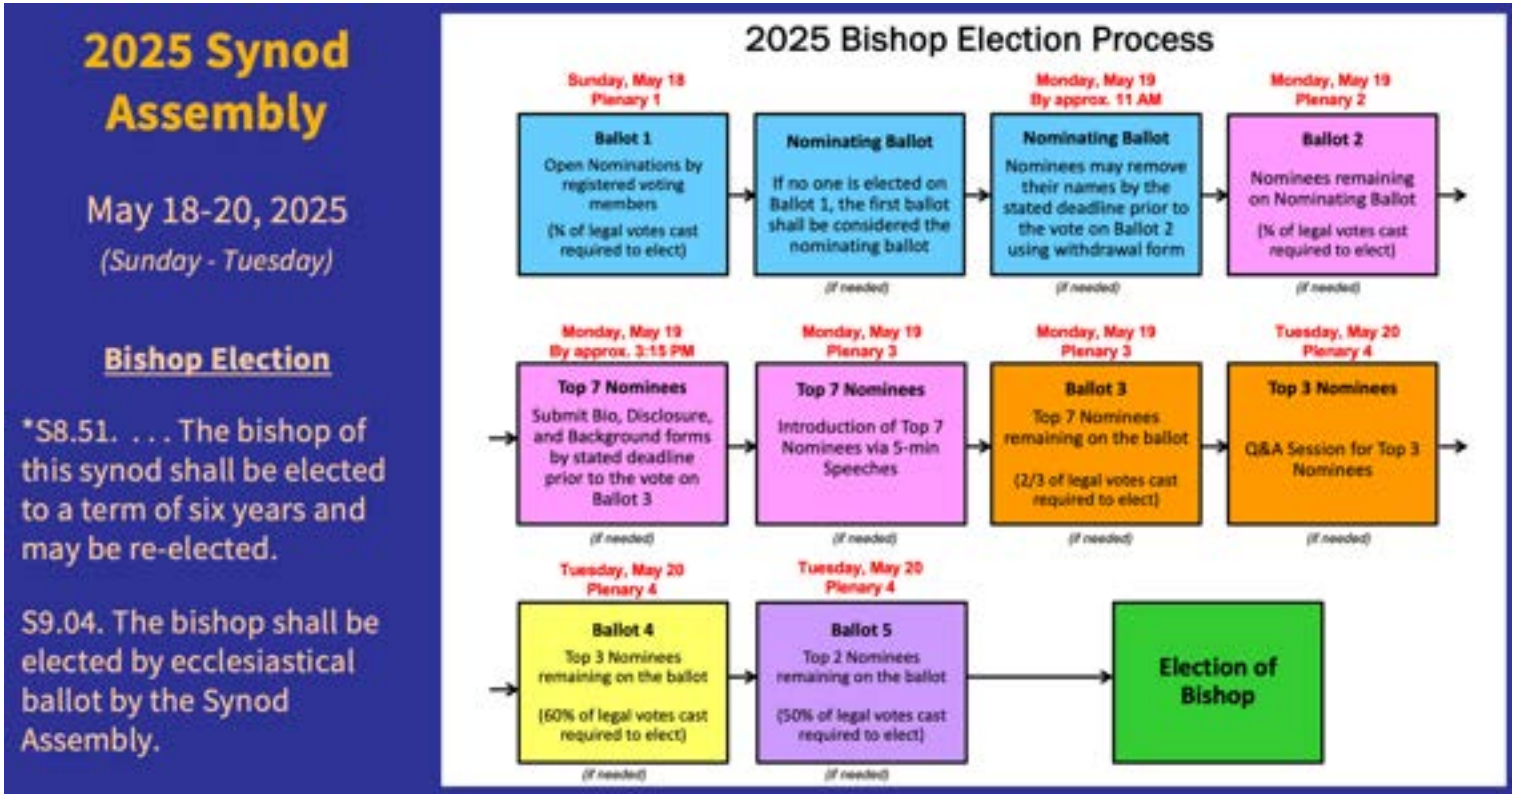 2025 Synod
Assembly
May 18-20, 2025
(Sunday - Tuesday)
Bishop Election
*S8.51. . . . The bishop of
this synod shall be elected
to a term of six years and
may be re-elected.
S9.04. The bishop shall be
elected by ecclesiastical
ballot by the Synod
Assembly.
2025 Bishop Election Process
Sunday, May 18
Plenary 1
Ballot 1
Open Nominations by
registered voting
members
(¾ of legal votes cast
required to elect)
Nominating Ballot
If no one is elected on
Ballot 1, the first ballot
shall be considered the
nominating ballot
(if needed)
Monday, May 19
By approx. 11 AM
Nominating Ballot
Nominees may remove
their names by the
stated deadline prior to
the vote on Ballot 2
using withdrawal form
(if needed)
Monday, May 19
Plenary 2
Ballot 2
Nominees remaining
on Nominating Ballot
(¾ of legal votes cast
required to elect)
(if needed)
Monday, May 19
By approx. 3:15 PM
Top 7 Nominees
Submit Bio, Disclosure,
and Background forms
by stated deadline
prior to the vote on
Ballot 3
(if needed)
Monday, May 19
Plenary 3
Top 7 Nominees
Introduction of Top 7
Nominees via 5-min
Speeches
(if needed)
Monday, May 19
Plenary 3
Ballot 3
Top 7 Nominees
remaining on the ballot
(2/3 of legal votes cast
required to elect)
(if needed)
Tuesday, May 20
Plenary 4
Top 3 Nominees
Q&A Session for Top 3
Nominees
(if needed)
Tuesday, May 20
Plenary 4
Ballot 4
Top 3 Nominees
remaining on the ballot
(60% of legal votes cast
required to elect)
(if needed)
Tuesday, May 20
Plenary 4
Ballot 5
Top 2 Nominees
remaining on the ballot
(50% of legal votes cast
required to elect)
(if needed)
Election of
Bishop